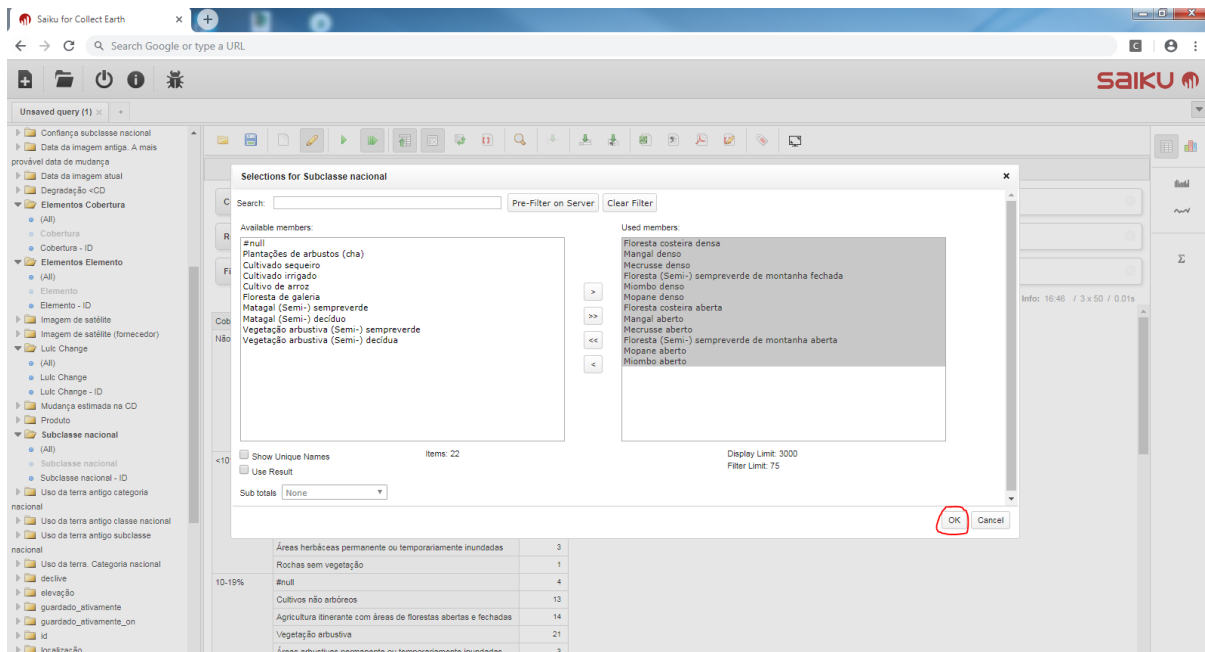 Saiku for Collect Earth
Search Google or type a URL
saiku
Unsaved query (1)
Confiança subclasse nacional
Data da imagem antiga. A mais
provável data de mudança
Data da imagem atual
Degradação <CD
Elementos Cobertura
(All)
Cobertura
Cobertura - ID
Elementos Elemento
(All)
Elemento
Elemento - ID
Imagem de satélite
Imagem de satélite (fornecedor)
Lulc Change
(All)
Lulc Change
Lulc Change - ID
Mudança estimada na CD
Produto
Subclasse nacional
(All)
Subclasse nacional
Subclasse nacional - ID
Uso da terra antigo categoria
nacional
Uso da terra antigo classe nacional
Uso da terra antigo subclasse
nacional
Uso da terra. Categoria nacional
declive
elevação
guardado_ativamente
guardado_ativamente_on
id
localização
Selections for Subclasse nacional
Search:
Pre-Filter on Server
Clear Filter
Available members:
#null
Plantações de arbustos (cha)
Cultivado sequeiro
Cultivado irrigado
Cultivo de arroz
Floresta de galeria
Matagal (Semi-) sempreverde
Matagal (Semi-) decíduo
Vegetação arbustiva (Semi-) sempreverde
Vegetação arbustiva (Semi-) decídua
>
>>
<<
<
Used members:
Floresta costeira densa
Mangal denso
Mecrusse denso
Floresta (Semi-) sempreverde de montanha fechada
Miombo denso
Mopane denso
Floresta costeira aberta
Mangal aberto
Mecrusse aberto
Floresta (Semi-) sempreverde de montanha aberta
Mopane aberto
Miombo aberto
Show Unique Names
Items: 22
Display Limit: 3000
Use Result
Filter Limit: 75
Sub totals None
OK Cancel
Info: 16:46 / 3 x 50 / 0.01s
Cob
Não
<10
Áreas herbáceas permanente ou temporariamente inundadas 3
Rochas sem vegetação 1
10-19% #null 4
Cultivos não arbóreos 13
Agricultura itinerante com áreas de florestas abertas e fechadas 14
Vegetação arbustiva 21
Áreas arbustivas permanente ou temporariamente inundadas 3